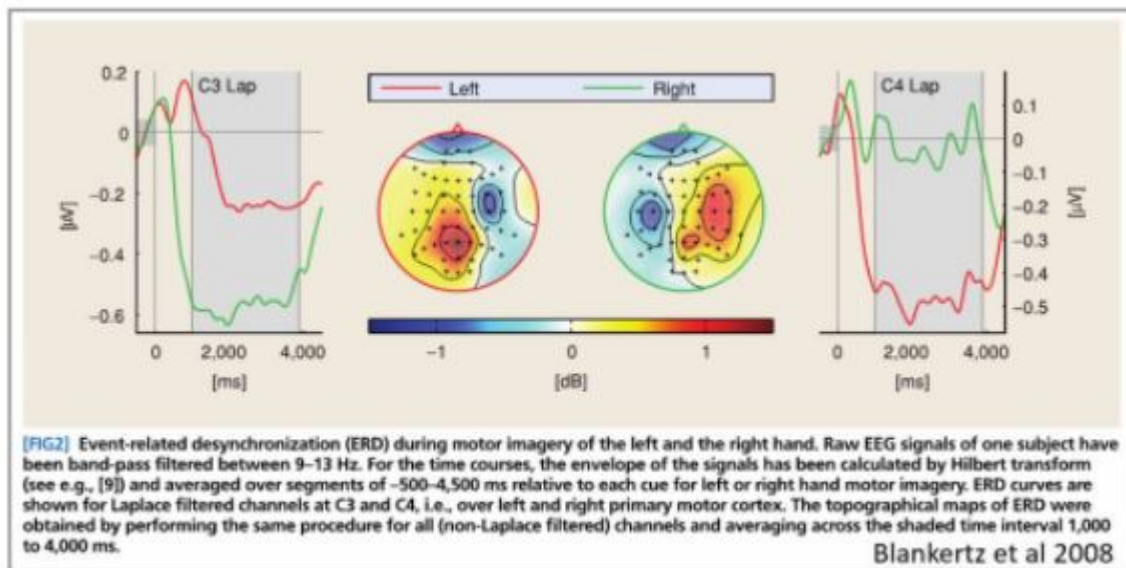 0.2
0
−0.2
−0.4
−0.6
[µV]
C3 Lap
0
2,000
4,000
[ms]
Left
Right
−1
0
1
[dB]
C4 Lap
0.1
0
−0.1
−0.2
−0.3
−0.4
−0.5
[µV]
0
2,000
4,000
[ms]
[FIG2] Event-related desynchronization (ERD) during motor imagery of the left and the right hand. Raw EEG signals of one subject have
been band-pass filtered between 9–13 Hz. For the time courses, the envelope of the signals has been calculated by Hilbert transform
(see e.g., [9]) and averaged over segments of –500–4,500 ms relative to each cue for left or right hand motor imagery. ERD curves are
shown for Laplace filtered channels at C3 and C4, i.e., over left and right primary motor cortex. The topographical maps of ERD were
obtained by performing the same procedure for all (non-Laplace filtered) channels and averaging across the shaded time interval 1,000
to 4,000 ms.
Blankertz et al 2008